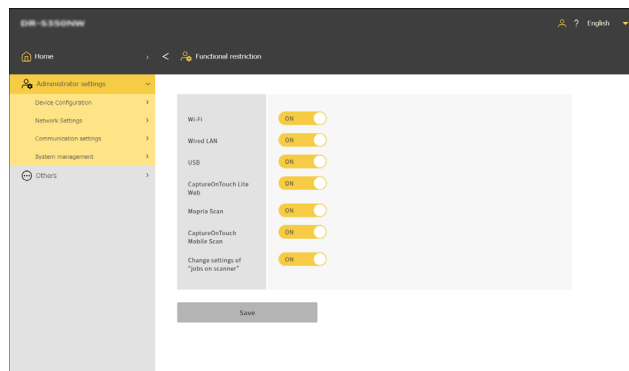 DR-S350NW
? English
Home
Functional restriction
Administrator settings
Device Configuration
Network Settings
Communication settings
System management
Others
Wi-Fi ON
Wired LAN ON
USB ON
CaptureOnTouch Lite ON
Web
Mopria Scan ON
CaptureOnTouch ON
Mobile Scan
Change settings of ON
"jobs on scanner"
Save